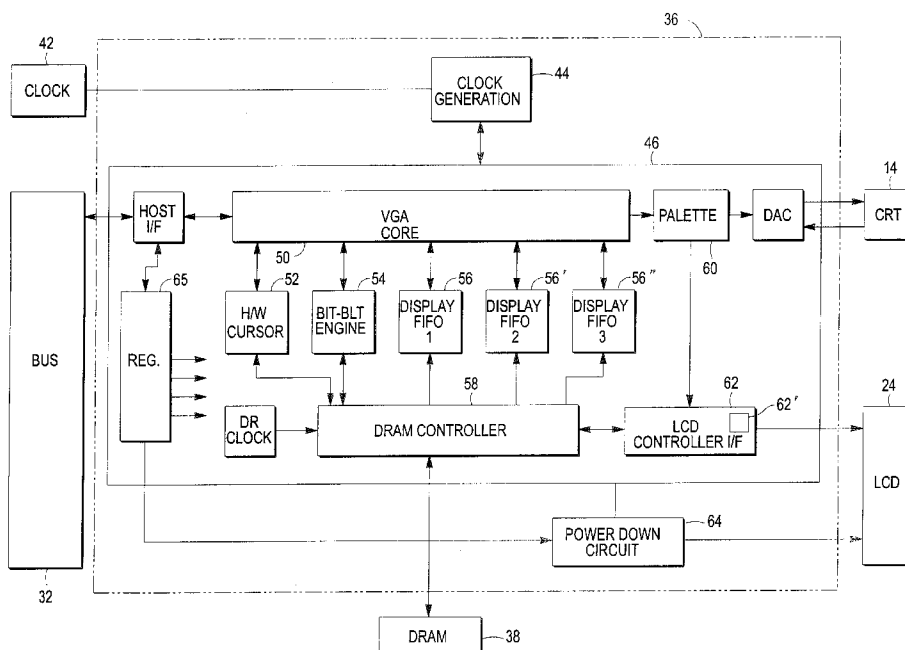 36
42
CLOCK
CLOCK
GENERATION
44
46
14
HOST
I/F
VGA
CORE
50
PALETTE
60
DAC
CRT
65
52
54
56
56′
56″
H/W
CURSOR
BIT-BLT
ENGINE
DISPLAY
FIFO
1
DISPLAY
FIFO
2
DISPLAY
FIFO
3
BUS
REG.
58
62
62′
24
DR
CLOCK
DRAM CONTROLLER
LCD
CONTROLLER I/F
LCD
POWER DOWN
CIRCUIT
64
32
DRAM
38